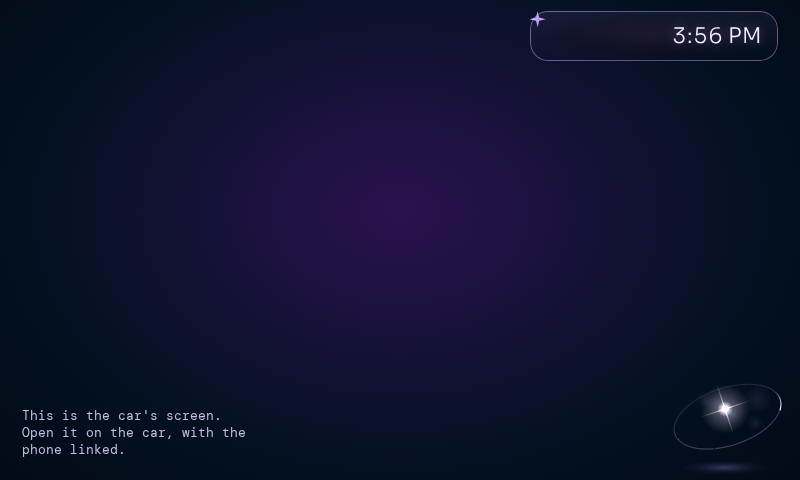 3:56 PM
This is the car's screen.
Open it on the car, with the
phone linked.